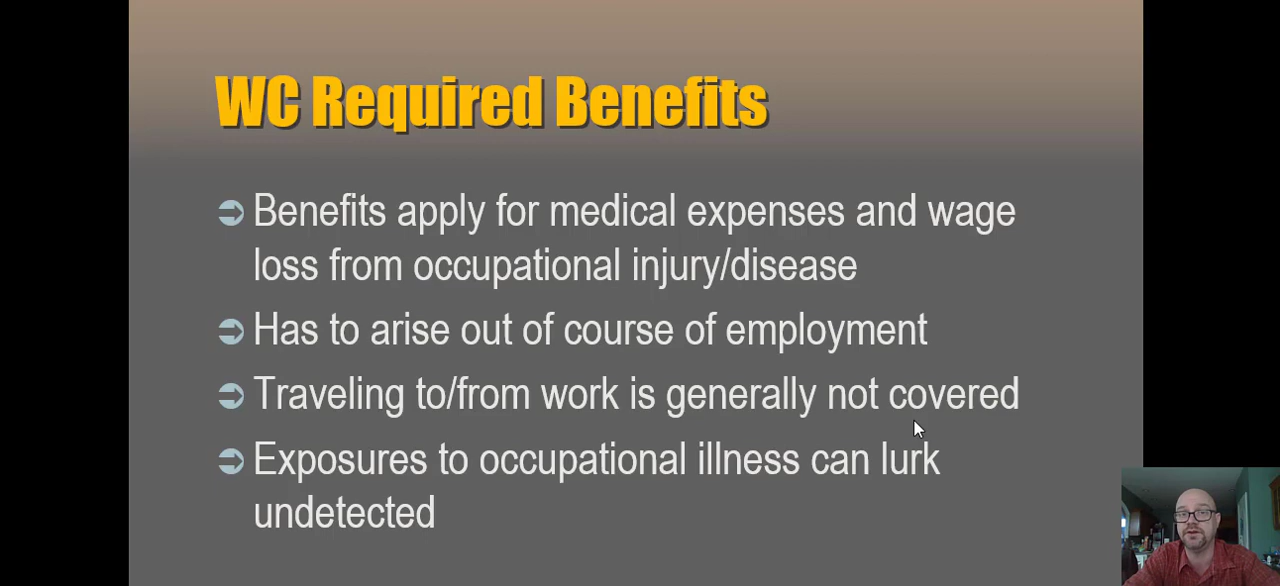 WC Required Benefits
Benefits apply for medical expenses and wage
loss from occupational injury/disease
Has to arise out of course of employment
Traveling to/from work is generally not covered
Exposures to occupational illness can lurk
undetected